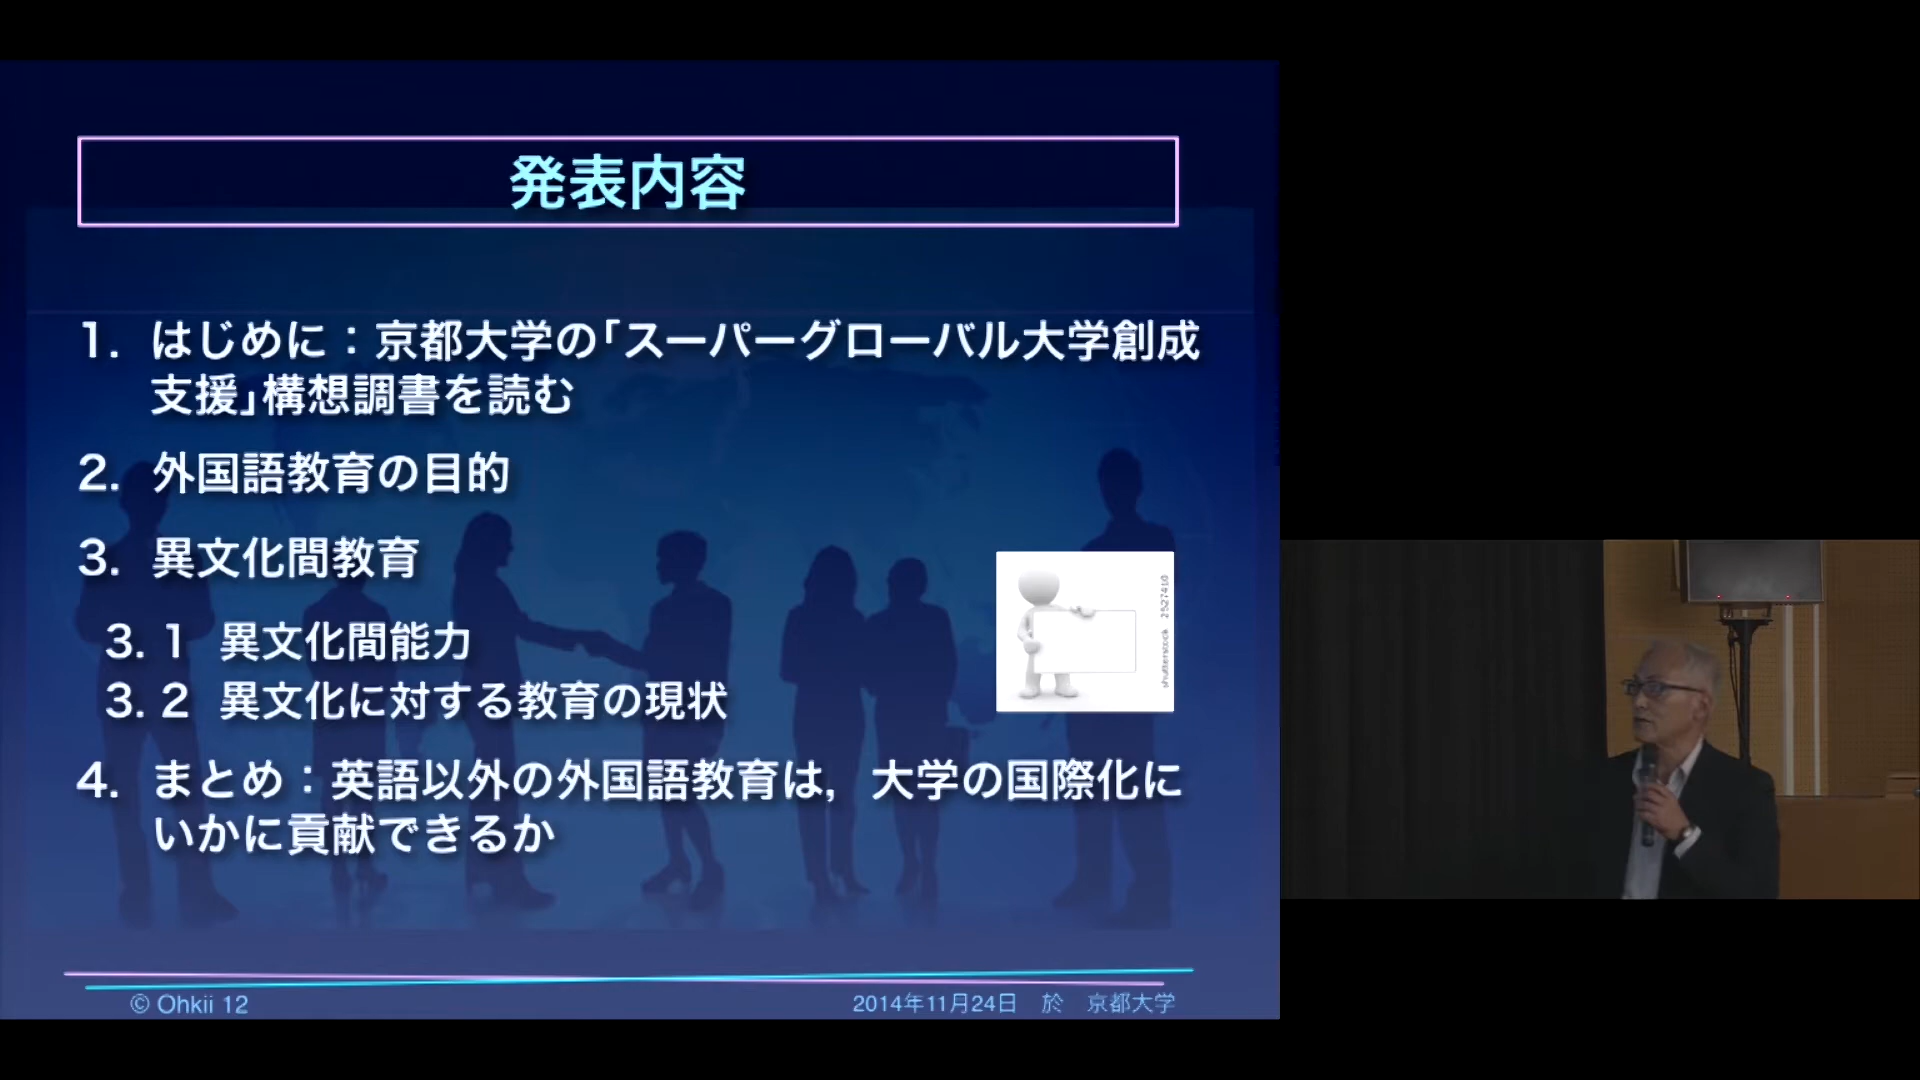 発表内容
1. はじめに：京都大学の｢スーパーグローバル大学創成
支援｣構想調書を読む
2. 外国語教育の目的
3. 異文化間教育
3. 1 異文化間能力
3. 2 異文化に対する教育の現状
4. まとめ：英語以外の外国語教育は，大学の国際化に
いかに貢献できるか
shutterstock 2527410
© Ohkii 12
2014年11月24日 於 京都大学